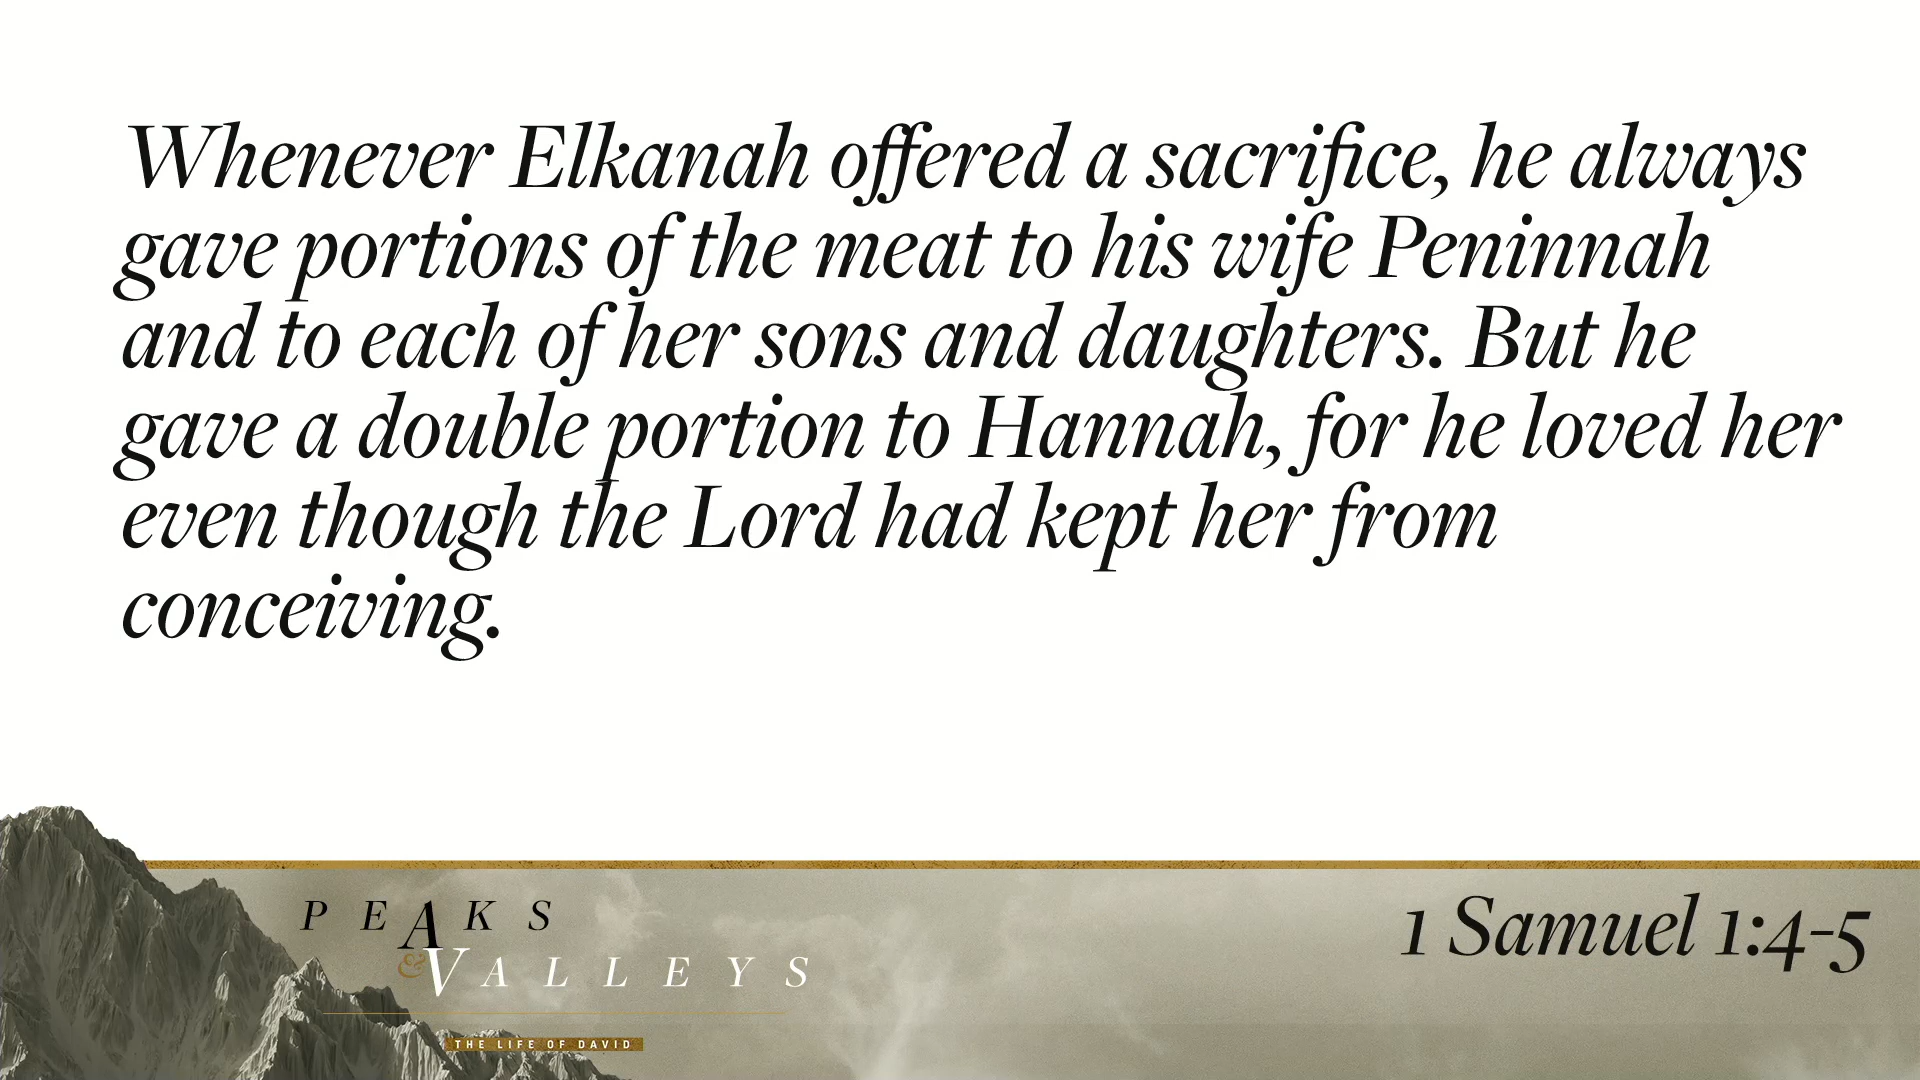 Whenever Elkanah offered a sacrifice, he always
gave portions of the meat to his wife Peninnah
and to each of her sons and daughters. But he
gave a double portion to Hannah, for he loved her
even though the Lord had kept her from
conceiving.
PEAKS
& VALLEYS
THE LIFE OF DAVID
1 Samuel 1:4-5